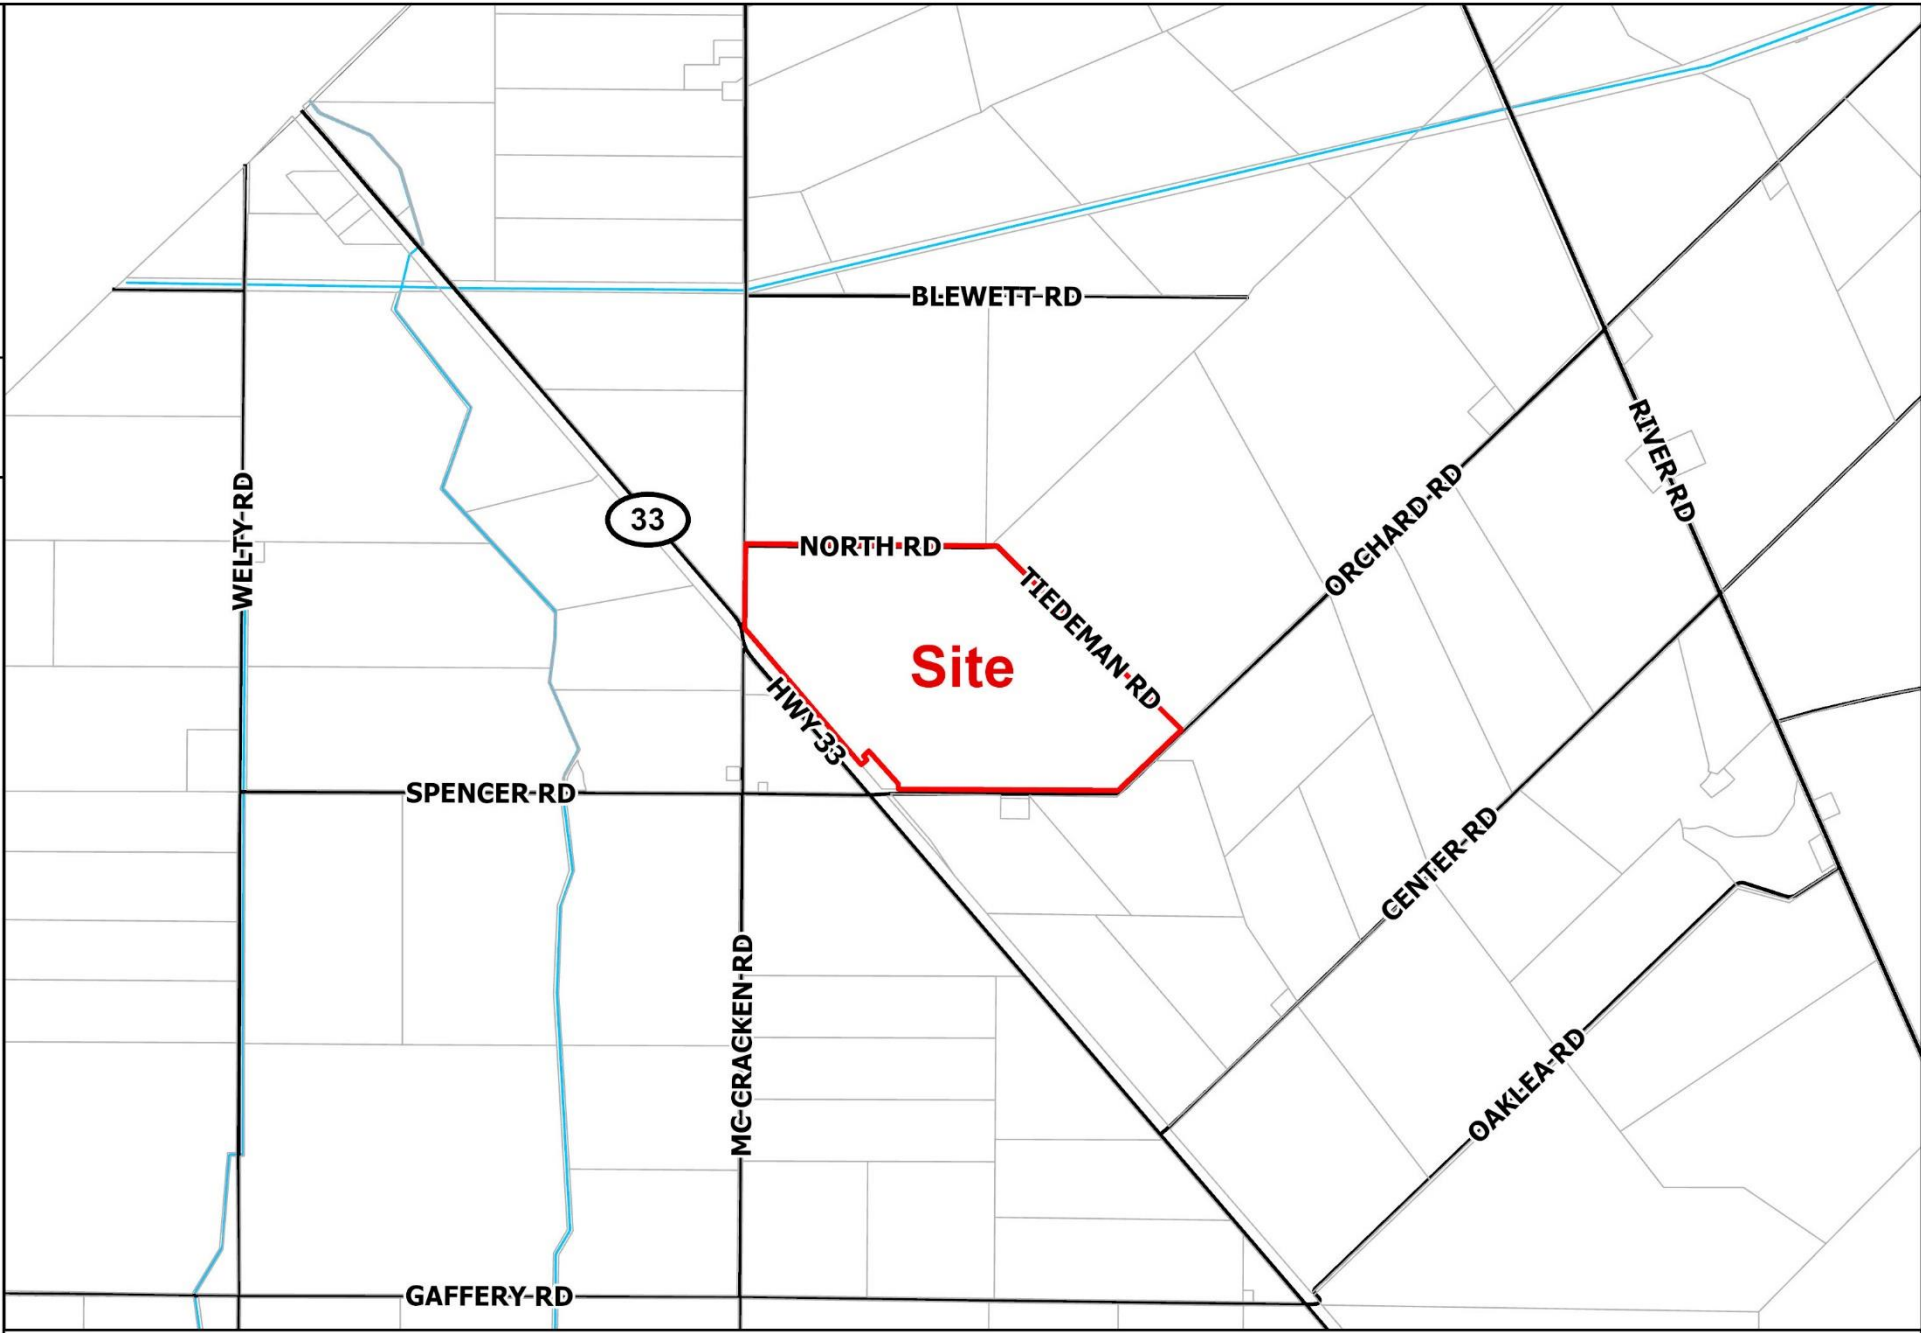 BLEWETT RD
RIVER RD
ORCHARD RD
WELTY RD
33
NORTH RD
TIEDEMAN RD
Site
HWY 33
SPENCER RD
CENTER RD
MC CRACKEN RD
OAKLEA RD
GAFFERY RD